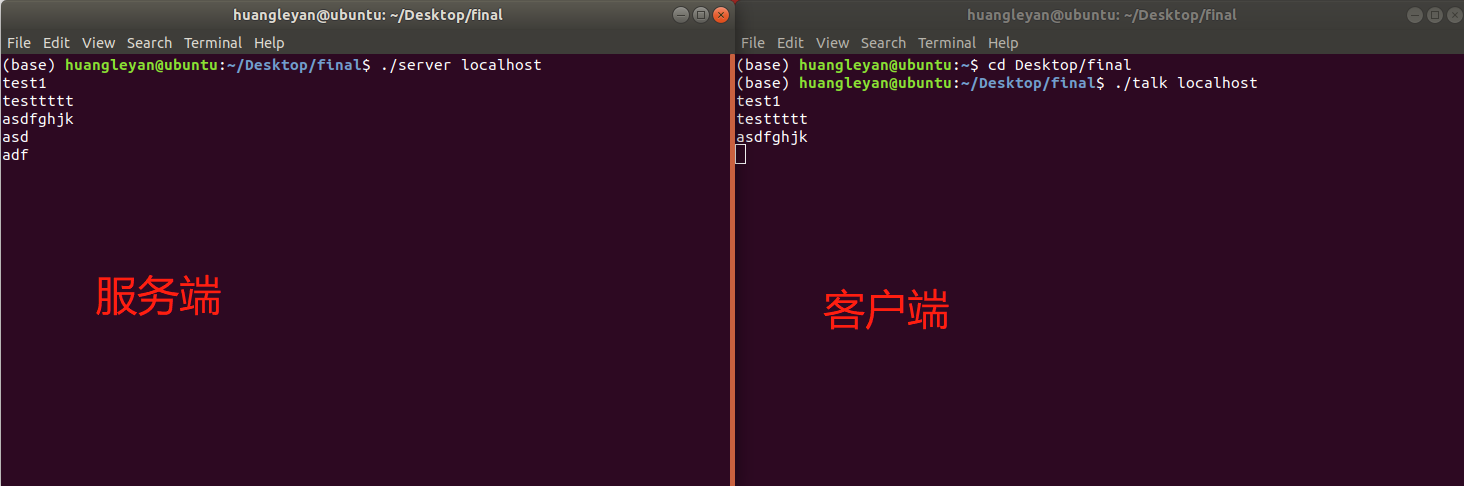 huangleyan@ubuntu: ~/Desktop/final
File Edit View Search Terminal Help
(base) huangleyan@ubuntu:~/Desktop/final$ ./server localhost
test1
testtttt
asdfghjk
asd
adf
服务端
huangleyan@ubuntu: ~/Desktop/final
File Edit View Search Terminal Help
(base) huangleyan@ubuntu:~$ cd Desktop/final
(base) huangleyan@ubuntu:~/Desktop/final$ ./talk localhost
test1
testtttt
asdfghjk
客户端